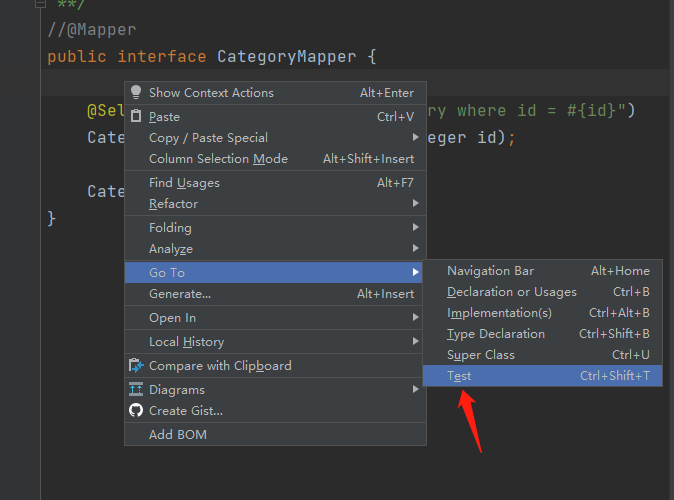 **/
//@Mapper
public interface CategoryMapper {
Show Context Actions Alt+Enter
@Sel ry where id = #{id}")
Paste Ctrl+V
Cate eger id);
Copy / Paste Special
Column Selection Mode Alt+Shift+Insert
Find Usages Alt+F7
Cate
Refactor
}
Folding
Analyze
Go To
Generate... Alt+Insert
Open In
Local History
Compare with Clipboard
Diagrams
Create Gist...
Add BOM
Navigation Bar Alt+Home
Declaration or Usages Ctrl+B
Implementation(s) Ctrl+Alt+B
Type Declaration Ctrl+Shift+B
Super Class Ctrl+U
Test Ctrl+Shift+T